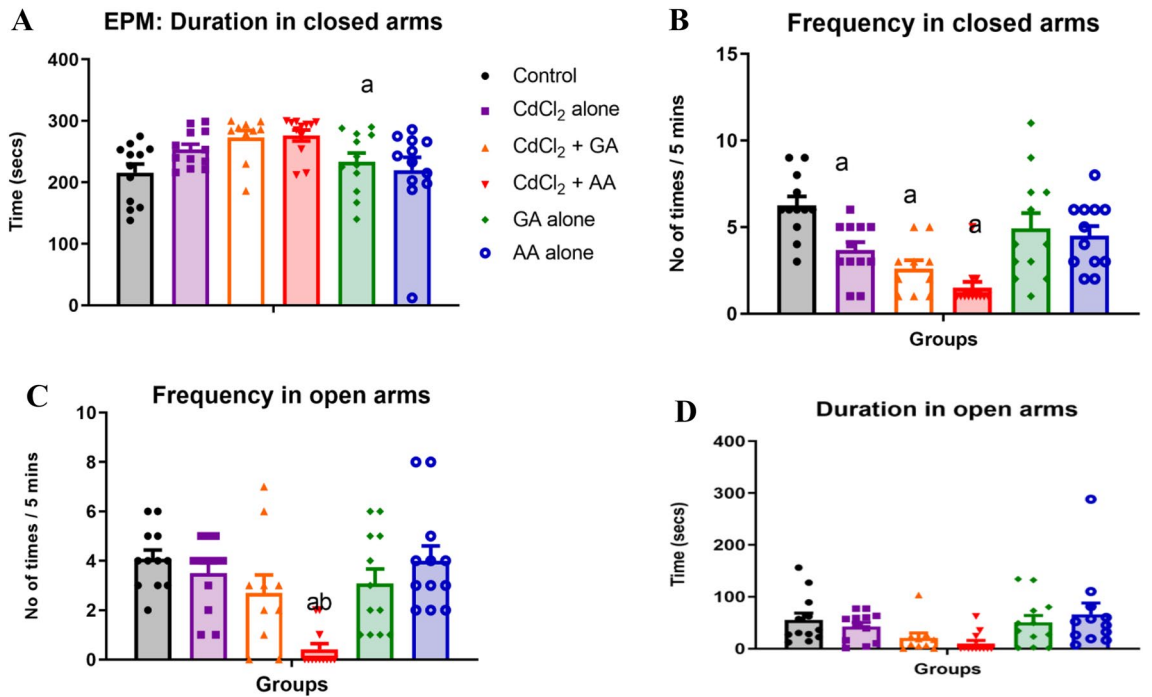 A
EPM: Duration in closed arms
Time (secs)
400
300
200
100
0
a
Control
CdCl2 alone
CdCl2 + GA
CdCl2 + AA
GA alone
AA alone
B
Frequency in closed arms
No of times / 5 mins
15
10
5
0
a
a
a
Groups
C
Frequency in open arms
No of times / 5 mins
10
8
6
4
2
0
ab
Groups
D
Duration in open arms
Time (secs)
400
300
200
100
0
Groups